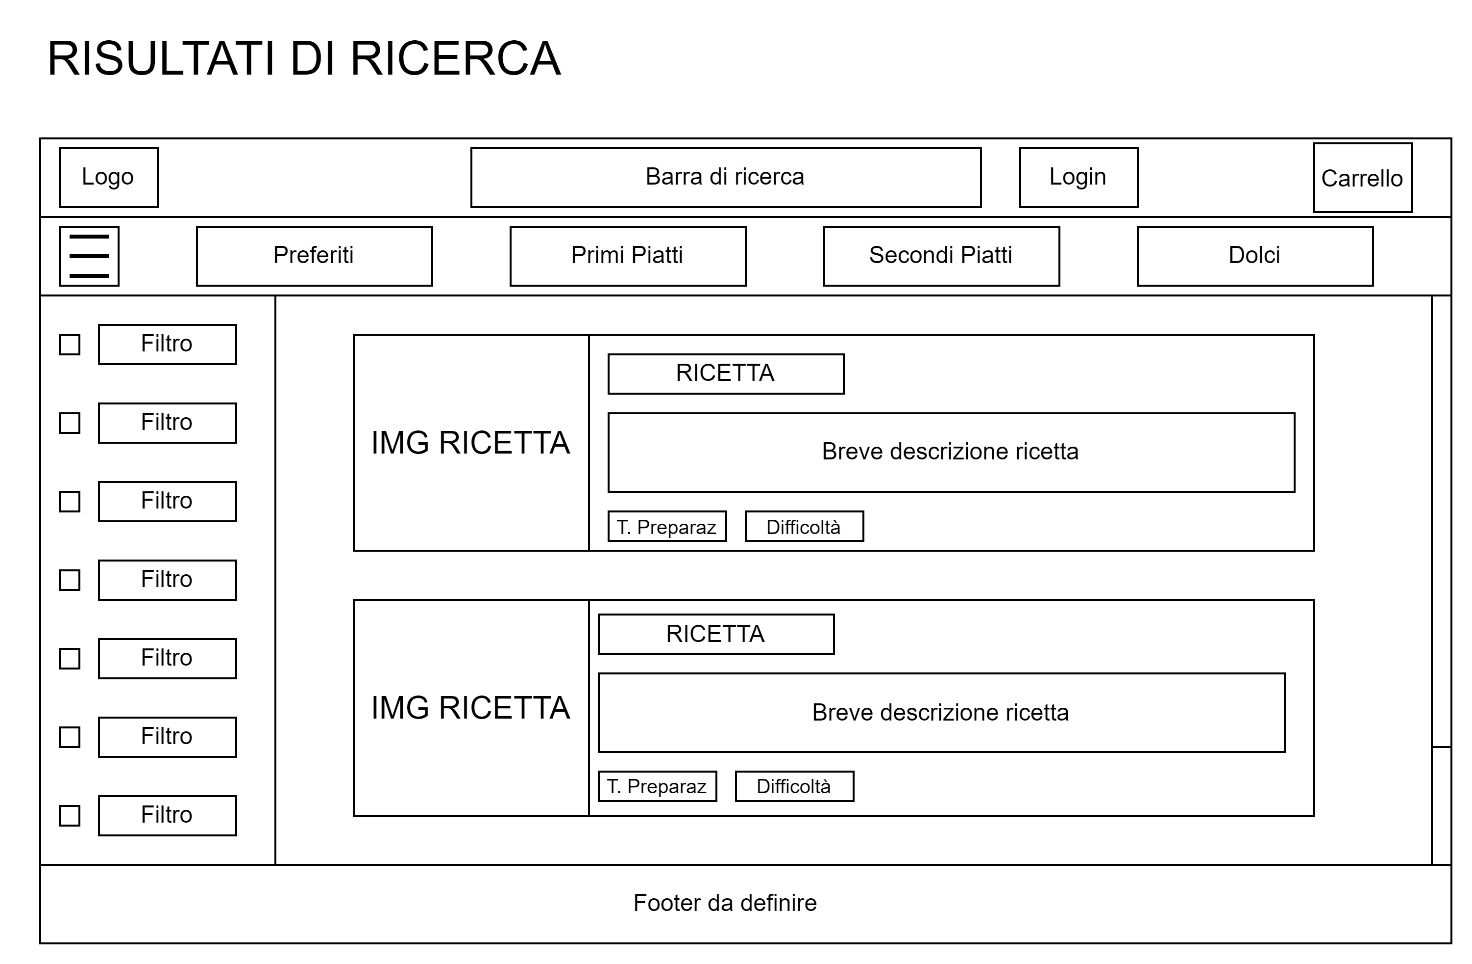 RISULTATI DI RICERCA
Logo
Barra di ricerca
Login
Carrello
Preferiti
Primi Piatti
Secondi Piatti
Dolci
Filtro
Filtro
Filtro
Filtro
Filtro
Filtro
Filtro
IMG RICETTA
RICETTA
Breve descrizione ricetta
T. Preparaz
Difficoltà
IMG RICETTA
RICETTA
Breve descrizione ricetta
T. Preparaz
Difficoltà
Footer da definire